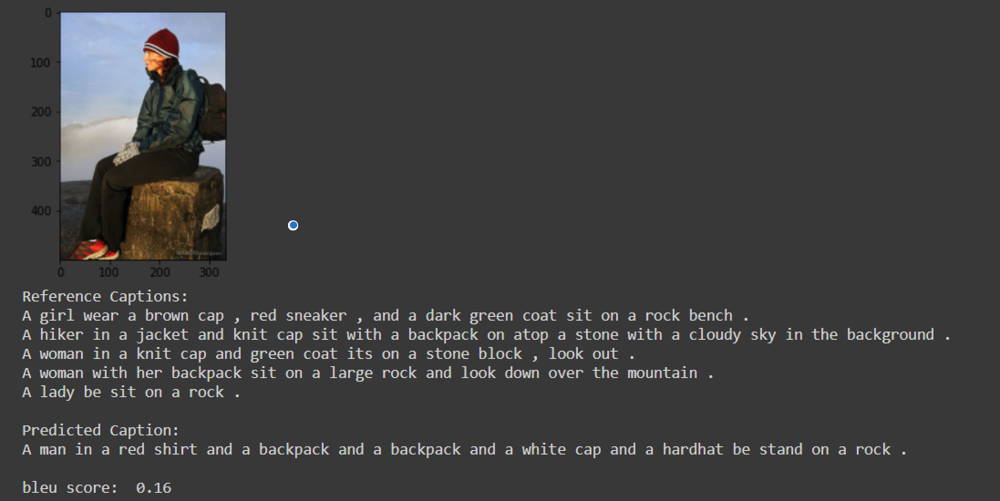 0
100
200
300
400
0 100 200 300
Reference Captions:
A girl wear a brown cap , red sneaker , and a dark green coat sit on a rock bench .
A hiker in a jacket and knit cap sit with a backpack on atop a stone with a cloudy sky in the background .
A woman in a knit cap and green coat its on a stone block , look out .
A woman with her backpack sit on a large rock and look down over the mountain .
A lady be sit on a rock .
Predicted Caption:
A man in a red shirt and a backpack and a backpack and a white cap and a hardhat be stand on a rock .
bleu score: 0.16